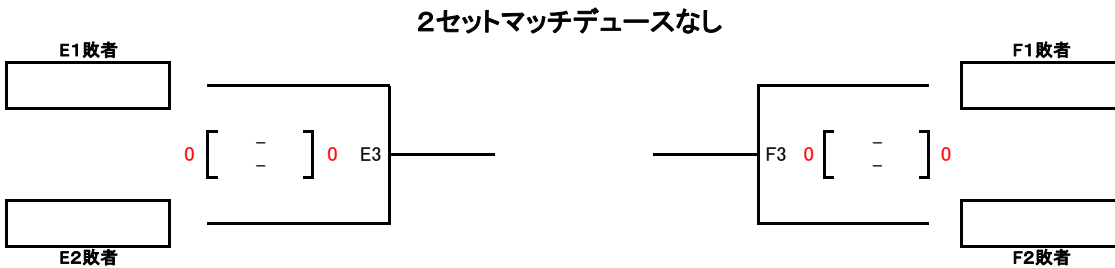 2セットマッチデュースなし
E1敗者
F1敗者
0 [ - ] 0 E3
-
F3 0 [ - ] 0
-
E2敗者
F2敗者